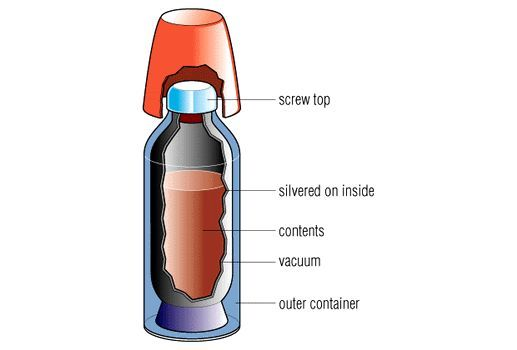 screw top
silvered on inside
contents
vacuum
outer container